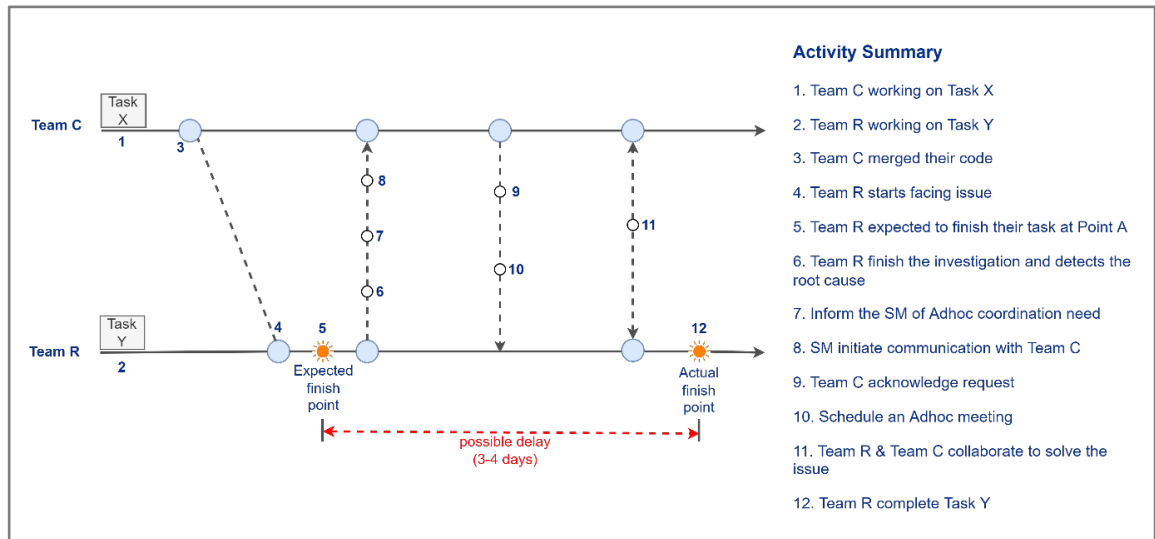 Activity Summary
Task
X
Team C
1
3
8
7
6
9
10
11
Task
Y
Team R
2
4
5
12
Expected
finish
point
Actual
finish
point
possible delay
(3-4 days)
1. Team C working on Task X
2. Team R working on Task Y
3. Team C merged their code
4. Team R starts facing issue
5. Team R expected to finish their task at Point A
6. Team R finish the investigation and detects the
root cause
7. Inform the SM of Adhoc coordination need
8. SM initiate communication with Team C
9. Team C acknowledge request
10. Schedule an Adhoc meeting
11. Team R & Team C collaborate to solve the
issue
12. Team R complete Task Y